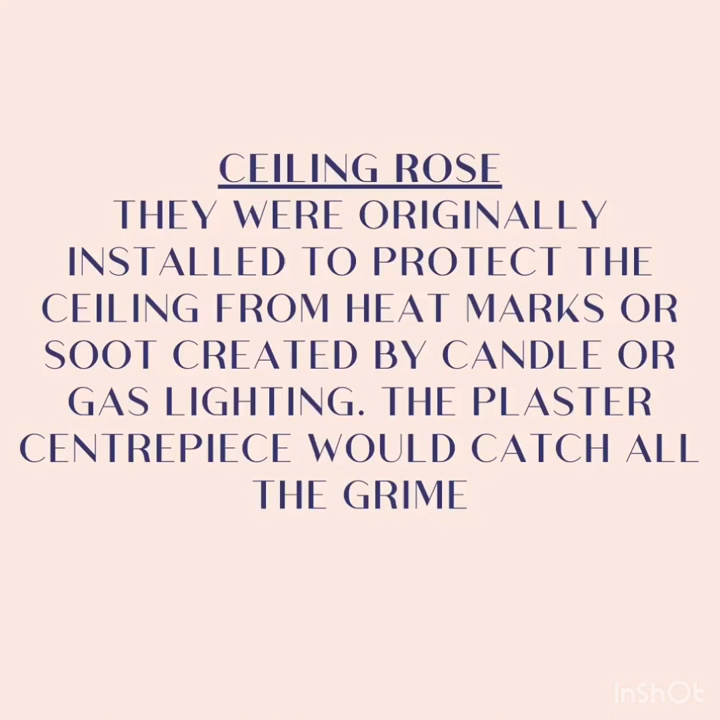 CEILING ROSE
THEY WERE ORIGINALLY
INSTALLED TO PROTECT THE
CEILING FROM HEAT MARKS OR
SOOT CREATED BY CANDLE OR
GAS LIGHTING. THE PLASTER
CENTREPIECE WOULD CATCH ALL
THE GRIME
InShOt